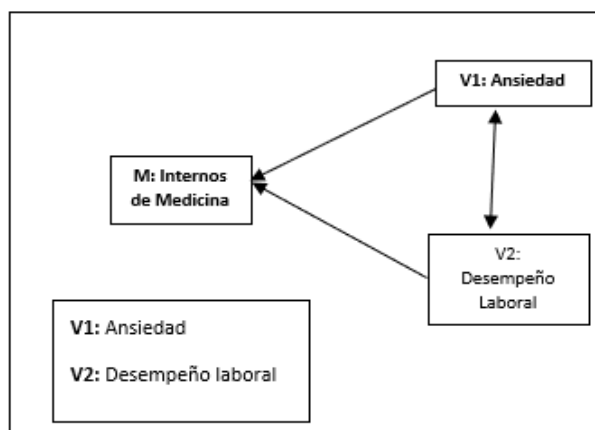 V1: Ansiedad
M: Internos
de Medicina
V2:
Desempeño
Laboral
V1: Ansiedad
V2: Desempeño laboral